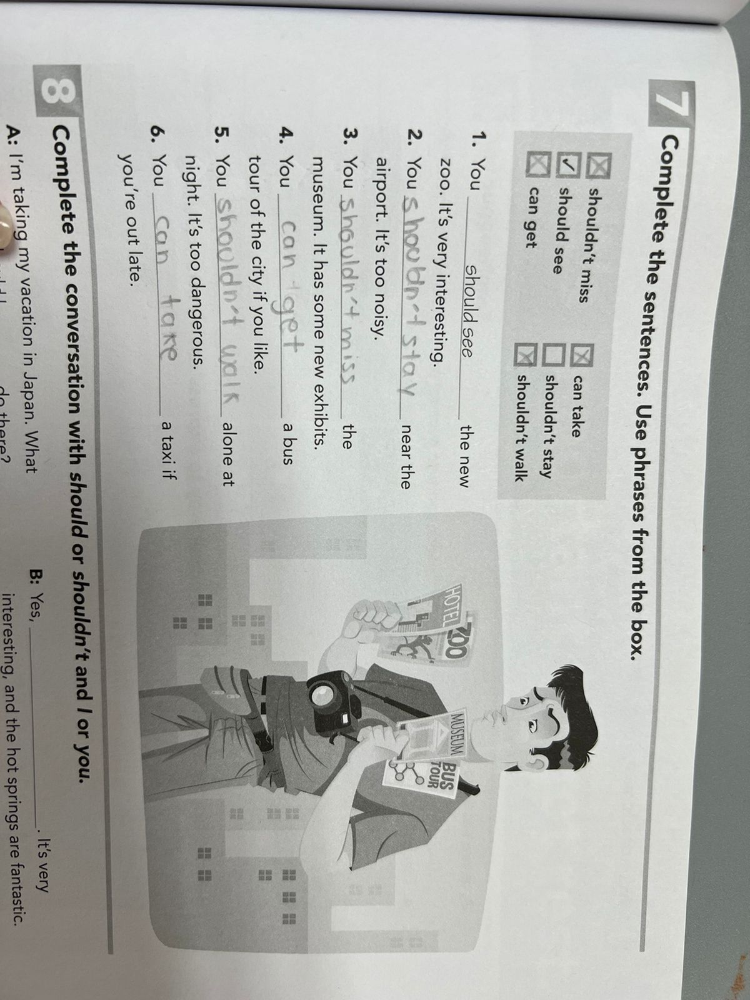 7 Complete the sentences. Use phrases from the box.
shouldn't miss
can take
should see
shouldn't stay
can get
shouldn't walk
1. You should see the new
zoo. It's very interesting.
2. You shouldn't stay near the
airport. It's too noisy.
3. You shouldn't miss the
museum. It has some new exhibits.
4. You can get a bus
tour of the city if you like.
5. You shouldn't walk alone at
night. It's too dangerous.
6. You can take a taxi if
you're out late.
HOTEL
ZOO
MUSEUM
BUS
TOUR
8 Complete the conversation with should or shouldn't and I or you.
A: I'm taking my vacation in Japan. What
do there?
B: Yes, . It's very
interesting, and the hot springs are fantastic.